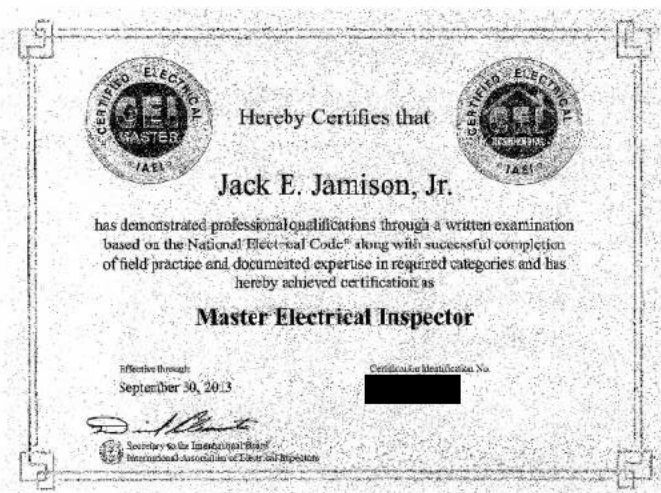 CERTIFIED ELECTRICAL
CEI
MASTER
IAEI
CERTIFIED ELECTRICAL
CEI
RESIDENTIAL
IAEI
Hereby Certifies that
Jack E. Jamison, Jr.
has demonstrated professional qualifications through a written examination
based on the National Electrical Code® along with successful completion
of field practice and documented expertise in required categories and has
hereby achieved certification as
Master Electrical Inspector
Effective through:
Certification Identification No.
September 30, 2013
Secretary to the International Board
International Association of Electrical Inspectors